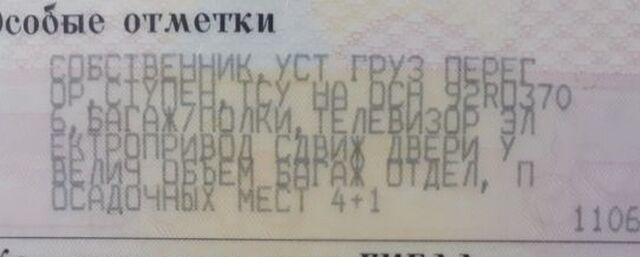 Особые отметки
СОБСТВЕННИК, УСТ ГРУЗ ПЕРЕГ
ОР, СТУПЕН, ТСУ НА ОСН 92RU370
6, БАГАЖ/ПОЛКИ, ТЕЛЕВИЗОР ЭЛ
ЕКТРОПРИВОД СДВИЖ ДВЕРИ У
ВЕЛИЧ ОБЪЕМ БАГАЖ ОТДЕЛ, П
ОСАДОЧНЫХ МЕСТ 4+1
1106